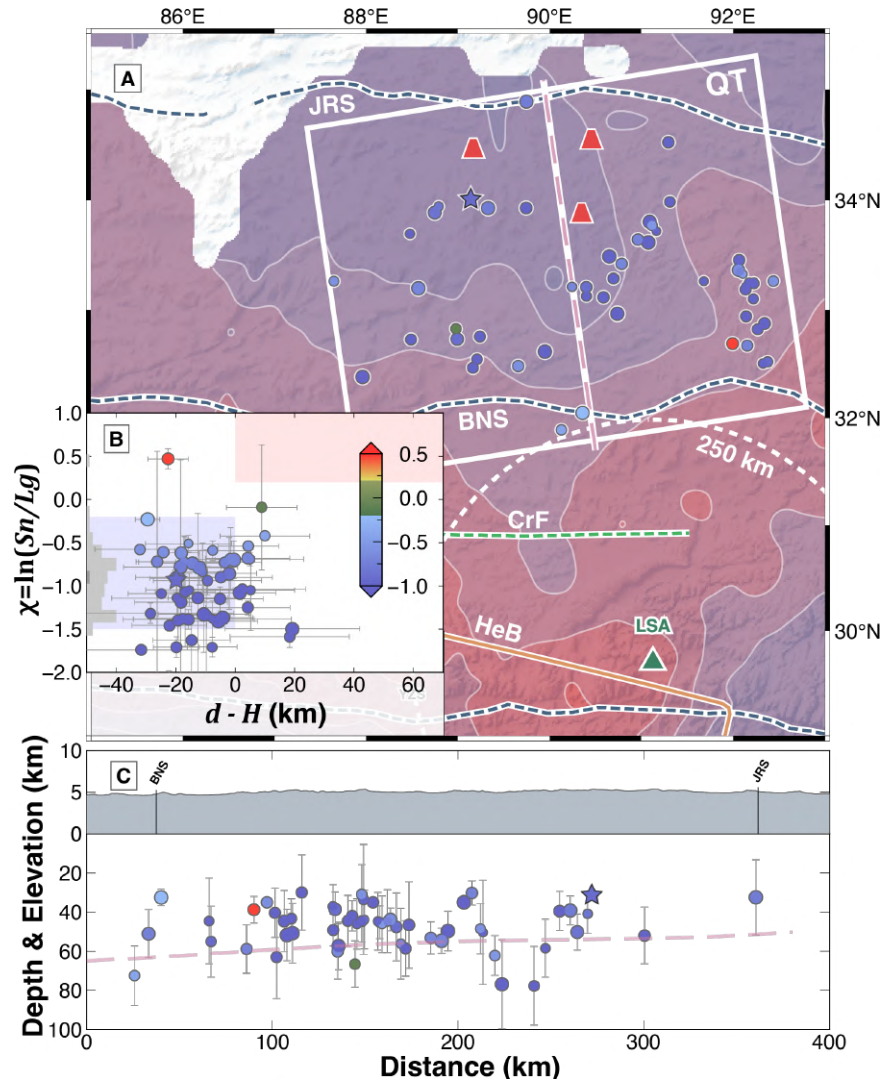 86°E 88°E 90°E 92°E
A
JRS
QT
34°N
BNS
32°N
250 km
CrF
HeB
LSA
30°N
B
1.0
0.5
0.0
−0.5
−1.0
−1.5
−2.0
χ=ln(Sn/Lg)
0.5
0.0
−0.5
−1.0
−40 −20 0 20 40 60
d - H (km)
YZS
C
BNS
JRS
10
5
0
20
40
60
80
100
Depth & Elevation (km)
0 100 200 300 400
Distance (km)